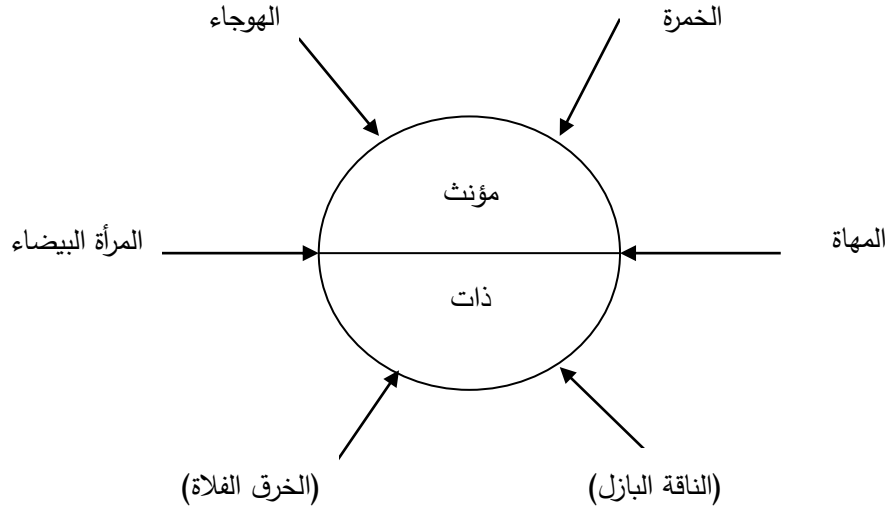 الخمرة
الهوجاء
مؤنث
المهاة
المرأة البيضاء
ذات
(الناقة البازل)
(الخرق الفلاة)